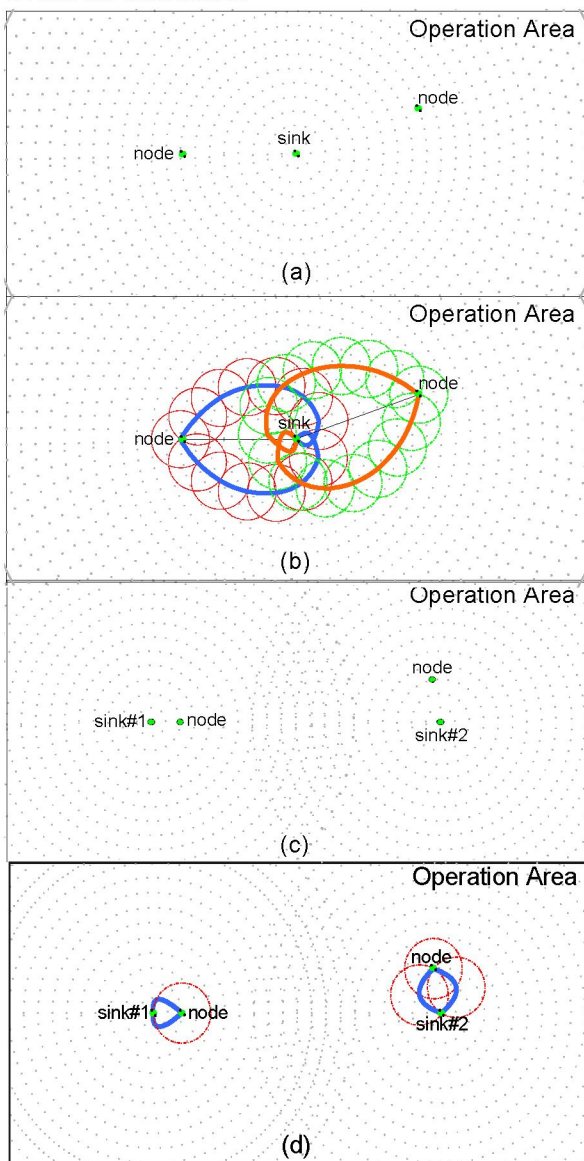 Operation Area
node
sink
node
(a)
Operation Area
node
sink
node
(b)
Operation Area
node
sink#1
node
sink#2
(c)
Operation Area
node
sink#1
node
sink#2
(d)